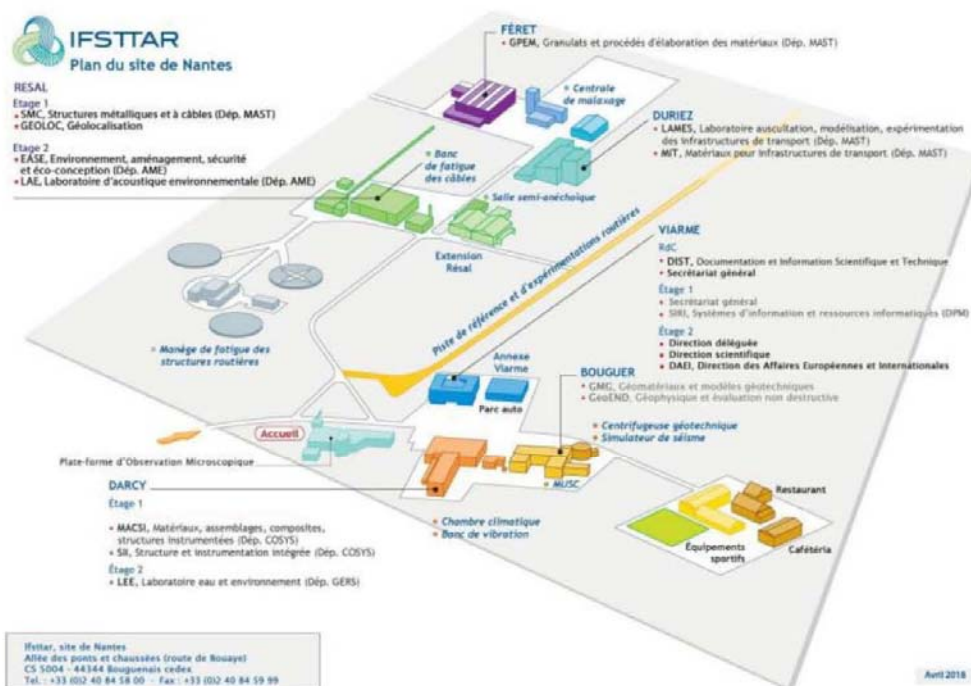 IFSTTAR
Plan du site de Nantes
RESAL
Étage 1
SMC, Structures métalliques et à câbles (Dép. MAST)
GEOLOC, Géolocalisation
Étage 2
EASE, Environnement, aménagement, sécurité
et éco-conception (Dép. AME)
LAE, Laboratoire d'acoustique environnementale (Dép. AME)
FÉRET
GPEM, Granulats et procédés d'élaboration des matériaux (Dép. MAST)
Centrale
de malaxage
DURIEZ
LAMES, Laboratoire auscultation, modélisation, expérimentation
des infrastructures de transport (Dép. MAST)
MIT, Matériaux pour infrastructures de transport (Dép. MAST)
Banc
de fatigue
des câbles
Salle semi-anéchoïque
Extension
Résal
Piste de référence et d'expérimentations routières
VIARME
RdC
DIST, Documentation et Information Scientifique et Technique
Secrétariat général
Étage 1
Secrétariat général
SIRI, Systèmes d'information et ressources informatiques (DPM)
Étage 2
Direction déléguée
Direction scientifique
DAEI, Direction des Affaires Européennes et Internationales
Manège de fatigue des
structures routières
Annexe
Viarme
Parc auto
BOUGUER
GMG, Géomatériaux et modèles géotechniques
GeoEND, Géophysique et évaluation non destructive
Centrifugeuse géotechnique
Simulateur de séisme
Accueil
Plate-forme d'Observation Microscopique
MUSC
DARCY
Étage 1
MACSI, Matériaux, assemblages, composites,
structures instrumentées (Dép. COSYS)
SII, Structure et instrumentation intégrée (Dép. COSYS)
Étage 2
LEE, Laboratoire eau et environnement (Dép. GERS)
Chambre climatique
Banc de vibration
Restaurant
Cafétéria
Équipements
sportifs
Ifsttar, site de Nantes
Allée des ponts et chaussées (route de Bouaye)
CS 5004 - 44344 Bouguenais cedex
Tel. : +33 (0)2 40 84 58 00 - Fax : +33 (0)2 40 84 59 99
Avril 2018